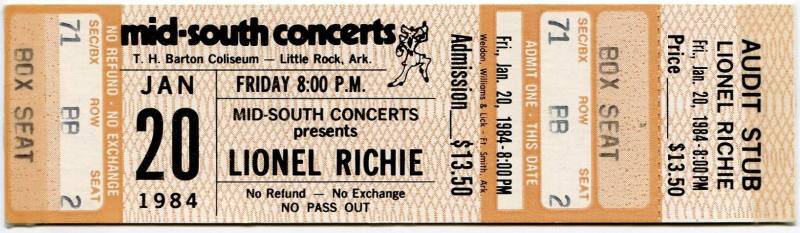 BOX SEAT
71 BB 2
SEC/BX ROW SEAT
NO REFUND - NO EXCHANGE
mid-south concerts
T. H. Barton Coliseum — Little Rock, Ark.
JAN
20
1984
FRIDAY 8:00 P.M.
MID-SOUTH CONCERTS
presents
LIONEL RICHIE
No Refund — No Exchange
NO PASS OUT
Admission $13.50
Weldon, Williams & Lick - Ft. Smith, Ark
Fri., Jan. 20, 1984-8:00 PM
ADMIT ONE - THIS DATE
71 BB 2
SEC/BX ROW SEAT
BOX SEAT
Price $13.50
Fri., Jan. 20, 1984-8:00 PM
LIONEL RICHIE
AUDIT STUB